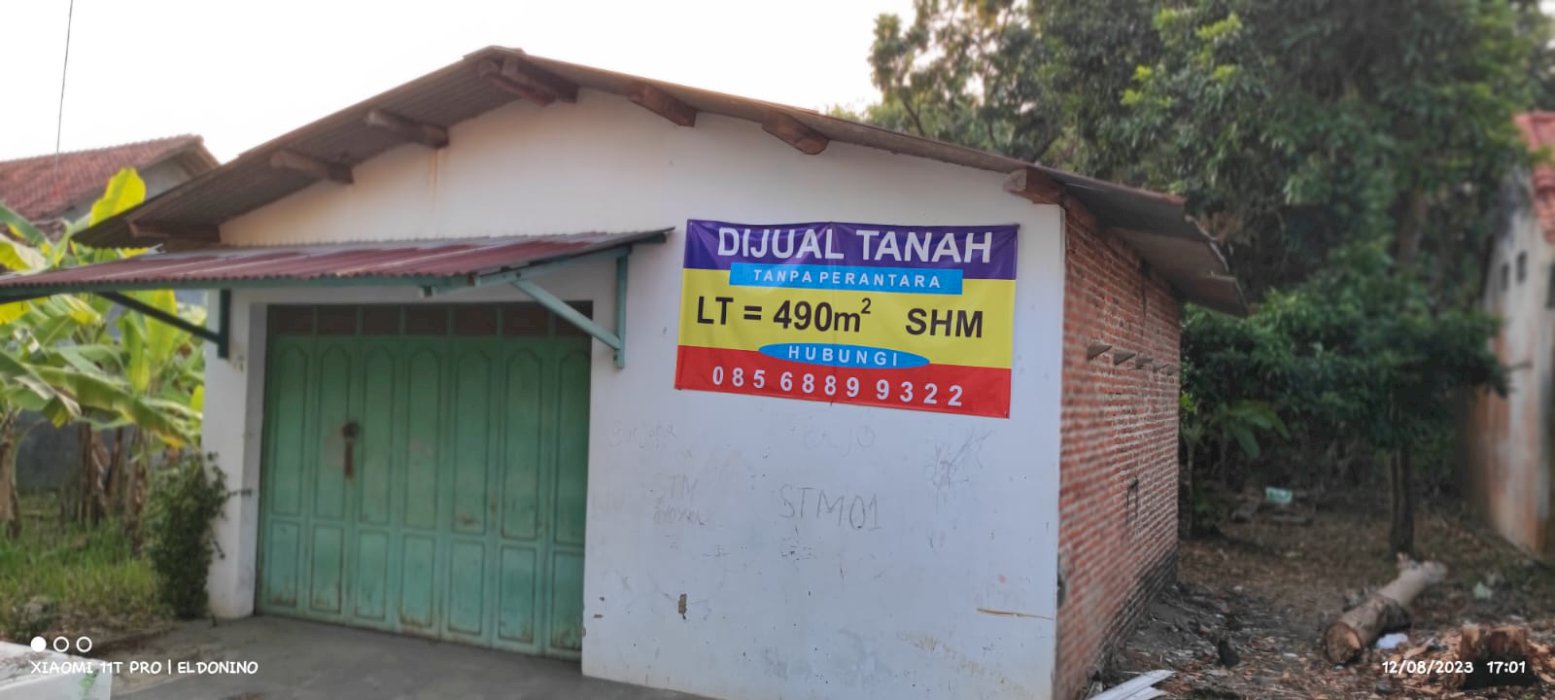 DIJUAL TANAH
TANPA PERANTARA
LT = 490m² SHM
HUBUNGI
085 6889 9322
STM01
XIAOMI 11T PRO | ELDONINO
12/08/2023 17:01